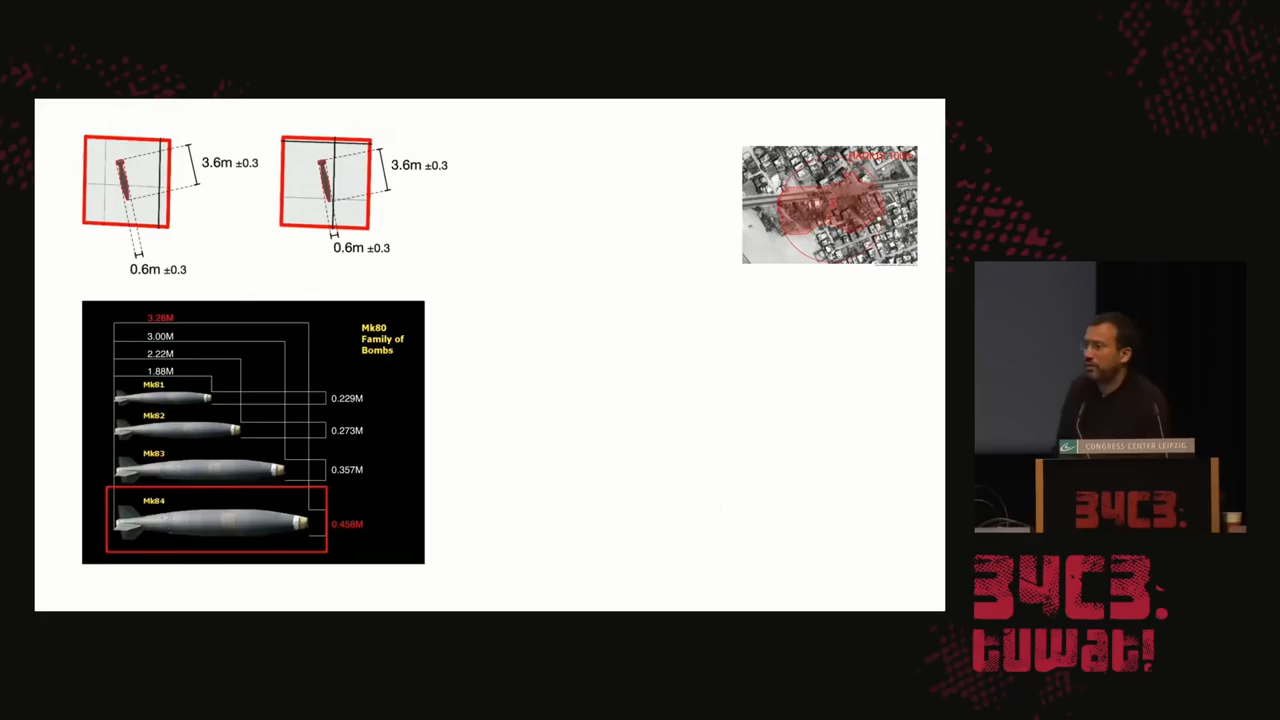 3.6m ±0.3
0.6m ±0.3
3.6m ±0.3
0.6m ±0.3
3.28M
3.00M
2.22M
1.88M
Mk80
Family of
Bombs
Mk81
0.229M
Mk82
0.273M
Mk83
0.357M
Mk84
0.458M
CONGRESS CENTER LEIPZIG
34C3.
34C3.
tuwat!